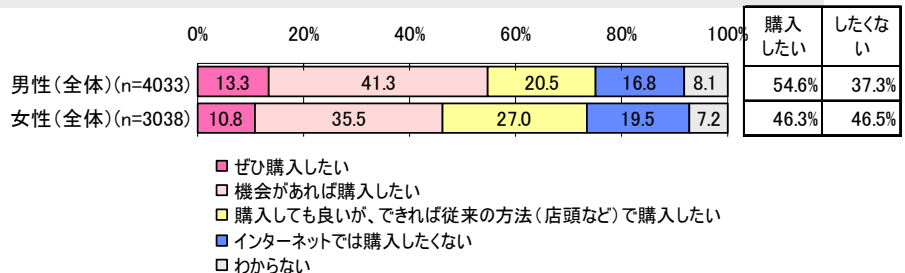 0% 20% 40% 60% 80% 100%
購入
したい
したくな
い
男性(全体)(n=4033) 13.3 41.3 20.5 16.8 8.1 54.6% 37.3%
女性(全体)(n=3038) 10.8 35.5 27.0 19.5 7.2 46.3% 46.5%
ぜひ購入したい
機会があれば購入したい
購入しても良いが、できれば従来の方法(店頭など)で購入したい
インターネットでは購入したくない
わからない